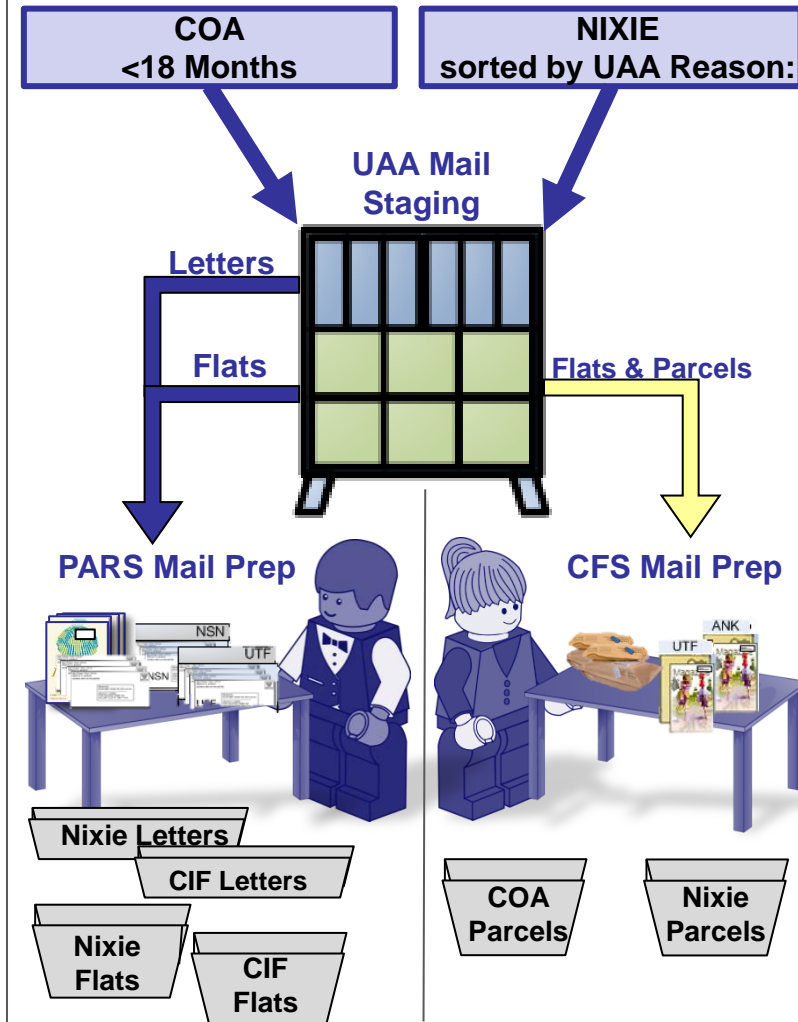 COA
<18 Months
NIXIE
sorted by UAA Reason:
UAA Mail
Staging
Letters
Flats
Flats & Parcels
PARS Mail Prep
CFS Mail Prep
NSN
NSN
UTF
UTF
ANK
Nixie Letters
CIF Letters
Nixie
Flats
CIF
Flats
COA
Parcels
Nixie
Parcels